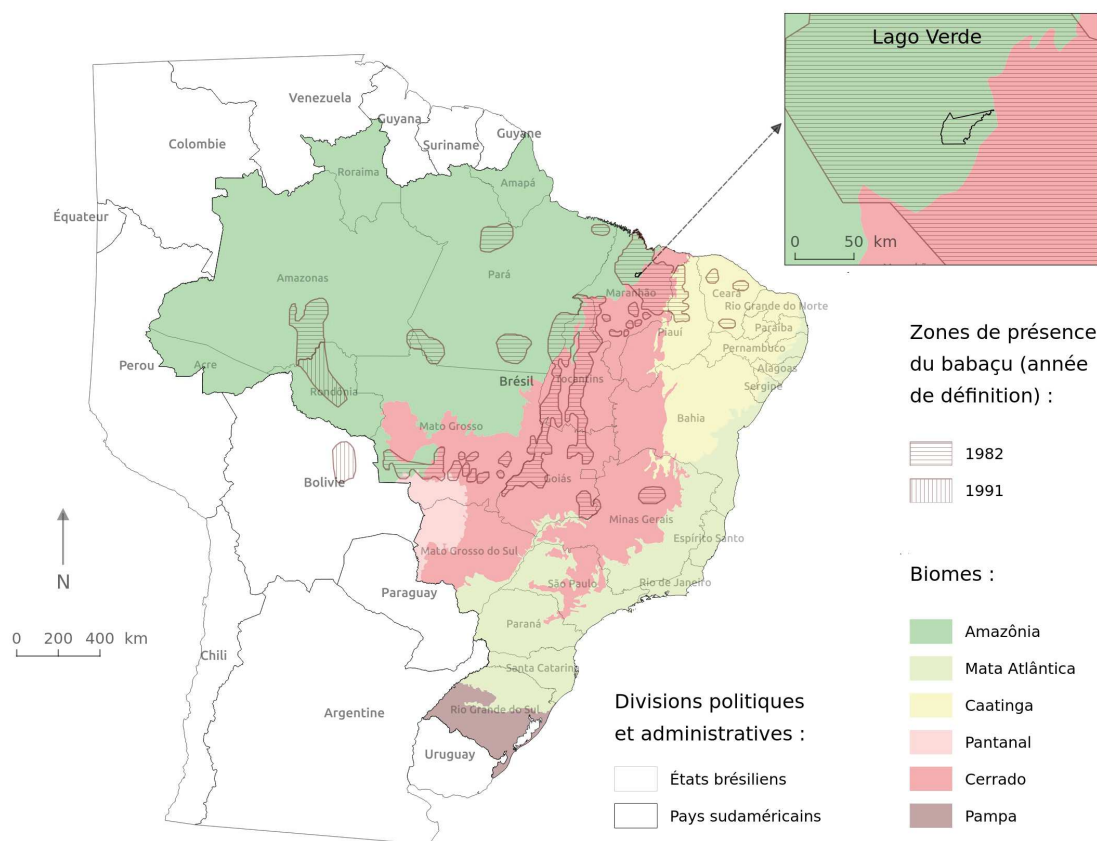 Lago Verde
0 50 km
Venezuela
Guyana
Guyane
Colombie
Suriname
Roraima
Amapá
Équateur
Amazonas
Pará
Maranhão
Ceará
Rio Grande do Norte
Piauí
Paraíba
Pernambuco
Perou
Acre
Alagoas
Brésil
Tocantins
Sergipe
Rondônia
Mato Grosso
Bahia
Bolivie
Goiás
Minas Gerais
Espírito Santo
Mato Grosso do Sul
São Paulo
Rio de Janeiro
N
Paraguay
Paraná
0 200 400 km
Chili
Santa Catarina
Argentine
Rio Grande do Sul
Uruguay
Zones de présence
du babaçu (année
de définition) :
1982
1991
Biomes :
Amazônia
Mata Atlântica
Caatinga
Pantanal
Cerrado
Pampa
Divisions politiques
et administratives :
États brésiliens
Pays sudaméricains